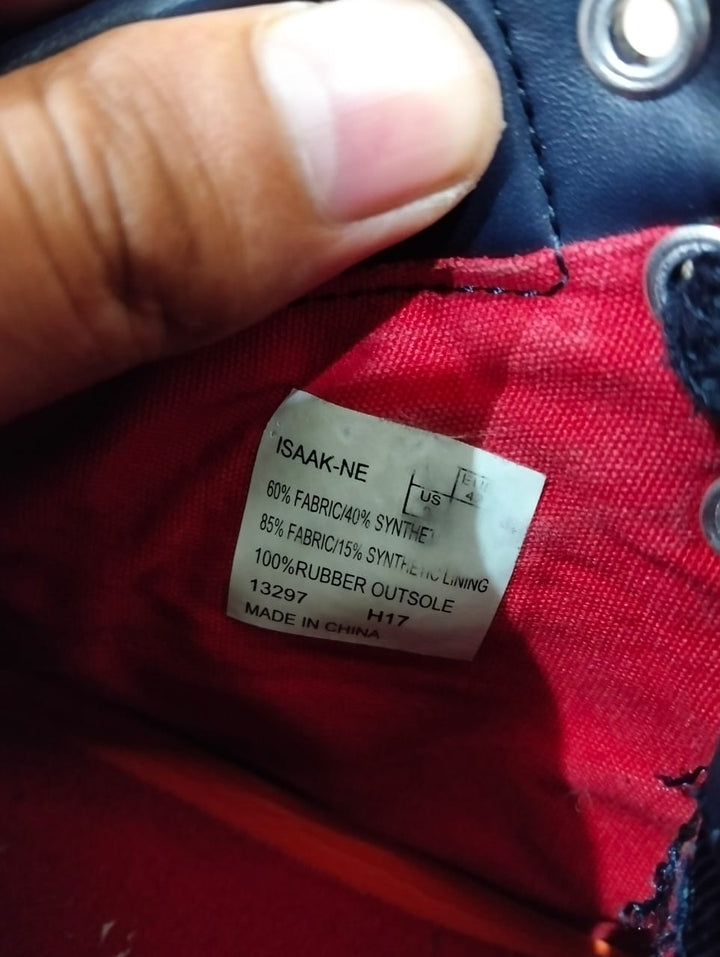 ISAAK-NE
US
60% FABRIC/40%
85% FABRIC/15% SYNTHETIC LINING
100%RUBBER OUTSOLE
13297 H17
MADE IN CHINA